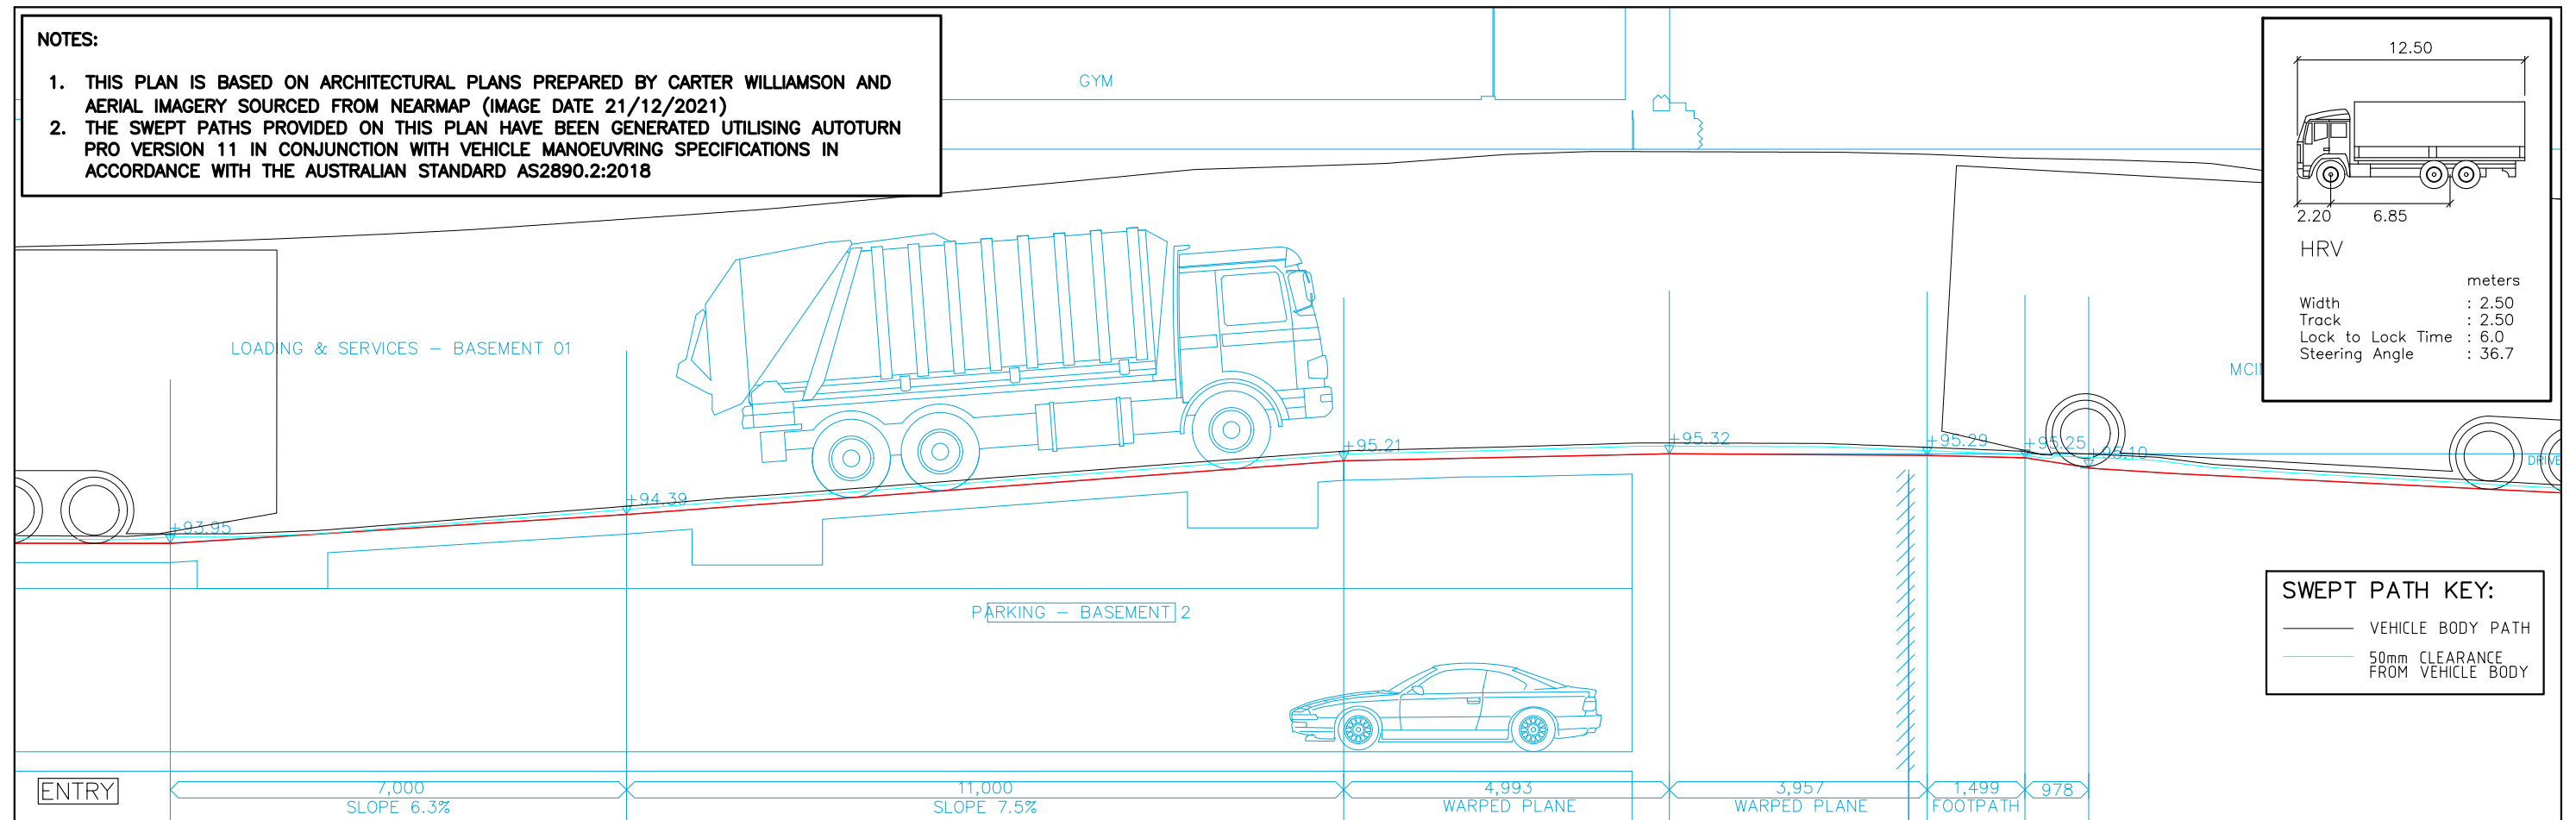 NOTES:
1. THIS PLAN IS BASED ON ARCHITECTURAL PLANS PREPARED BY CARTER WILLIAMSON AND
AERIAL IMAGERY SOURCED FROM NEARMAP (IMAGE DATE 21/12/2021)
2. THE SWEPT PATHS PROVIDED ON THIS PLAN HAVE BEEN GENERATED UTILISING AUTOTURN
PRO VERSION 11 IN CONJUNCTION WITH VEHICLE MANOEUVRING SPECIFICATIONS IN
ACCORDANCE WITH THE AUSTRALIAN STANDARD AS2890.2:2018
GYM
12.50
2.20 6.85
HRV
meters
Width : 2.50
Track : 2.50
Lock to Lock Time : 6.0
Steering Angle : 36.7
LOADING & SERVICES - BASEMENT 01
+93.95
+94.39
+95.21
+95.32
+95.29
+95.25
PARKING - BASEMENT 2
SWEPT PATH KEY:
VEHICLE BODY PATH
50mm CLEARANCE
FROM VEHICLE BODY
ENTRY
7,000
SLOPE 6.3%
11,000
SLOPE 7.5%
4,993
WARPED PLANE
3,957
WARPED PLANE
1,499
FOOTPATH
978